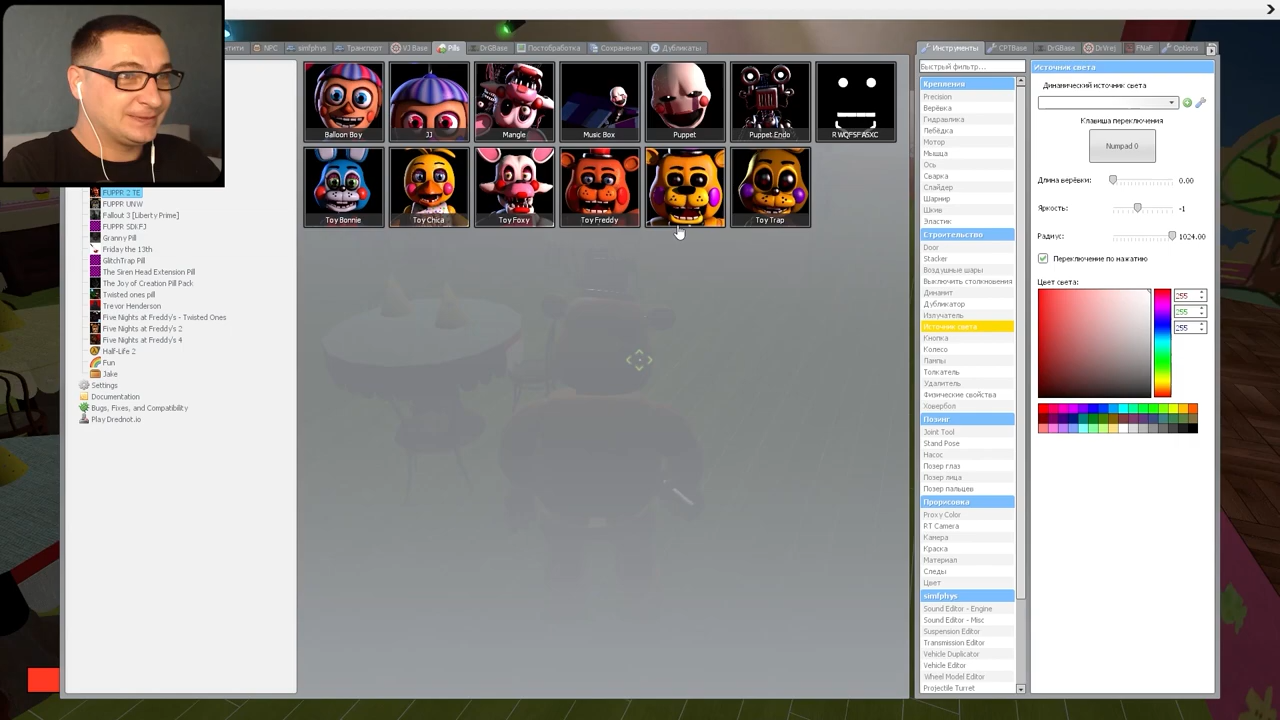 нтити NPC simfphys Транспорт VJ Base Pills DrGBase Постобработка Сохранения Дубликаты
Инструменты CPTBase DrGBase DrVrej FNaF Options
Balloon Boy JJ Mangle Music Box Puppet Puppet Endo RWQFSFASXC
Toy Bonnie Toy Chica Toy Foxy Toy Freddy Toy Trap
FUPPR 2 TE
FUPPR UNW
Fallout 3 [Liberty Prime]
FUPPR SDI.FJ
Granny Pill
Friday the 13th
GlitchTrap Pill
The Siren Head Extension Pill
The Joy of Creation Pill Pack
Twisted ones pill
Trevor Henderson
Five Nights at Freddy's - Twisted Ones
Five Nights at Freddy's 2
Five Nights at Freddy's 4
Half-Life 2
Fun
Jake
Settings
Documentation
Bugs, Fixes, and Compatibility
Play Drednot.io
Быстрый фильтр...
Крепления
Precision
Верёвка
Гидравлика
Лебёдка
Мотор
Мышца
Ось
Сварка
Слайдер
Шарнир
Шкив
Эластик
Строительство
Door
Stacker
Воздушные шары
Выключить столкновения
Динамит
Дубликатор
Излучатель
Источник света
Кнопка
Колесо
Лампы
Толкатель
Удалитель
Физические свойства
Ховербол
Позинг
Joint Tool
Stand Pose
Насос
Позер глаз
Позер лица
Позер пальцев
Прорисовка
Proxy Color
RT Camera
Камера
Краска
Материал
Следы
Цвет
simfphys
Sound Editor - Engine
Sound Editor - Misc
Suspension Editor
Transmission Editor
Vehicle Duplicator
Vehicle Editor
Wheel Model Editor
Projectile Turret
Источник света
Динамический источник света
Клавиша переключения
Numpad 0
Длина верёвки: 0.00
Яркость: -1
Радиус: 1024.00
Переключение по нажатию
Цвет света:
255
255
255